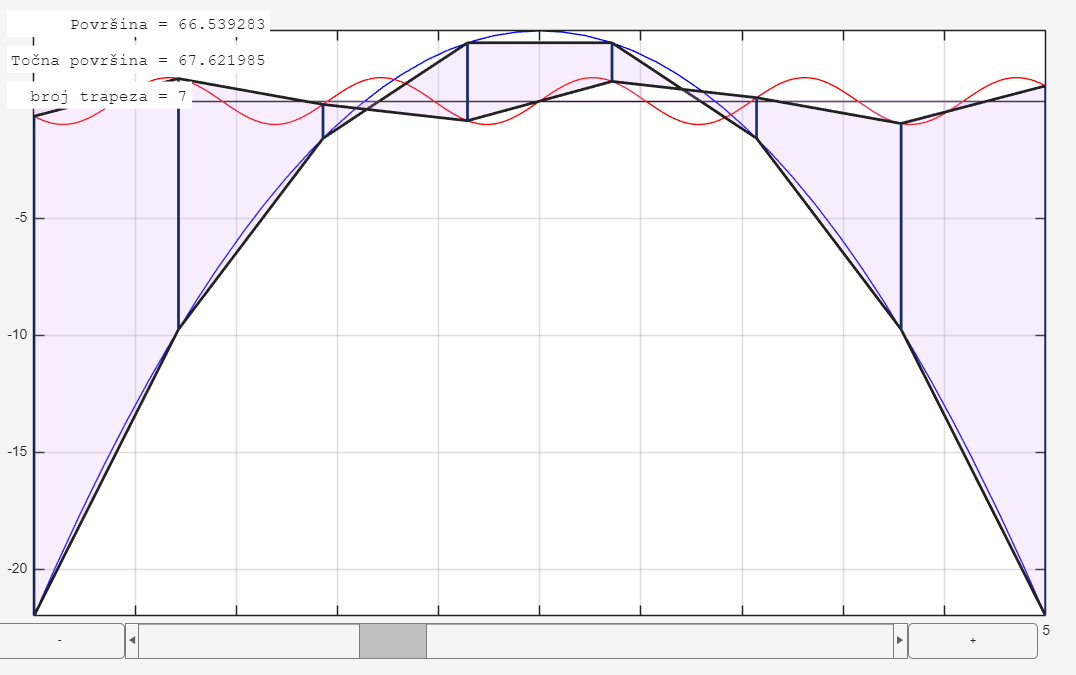 Površina = 66.539283
Točna površina = 67.621985
broj trapeza = 7
-5
-10
-15
-20
5
-
+